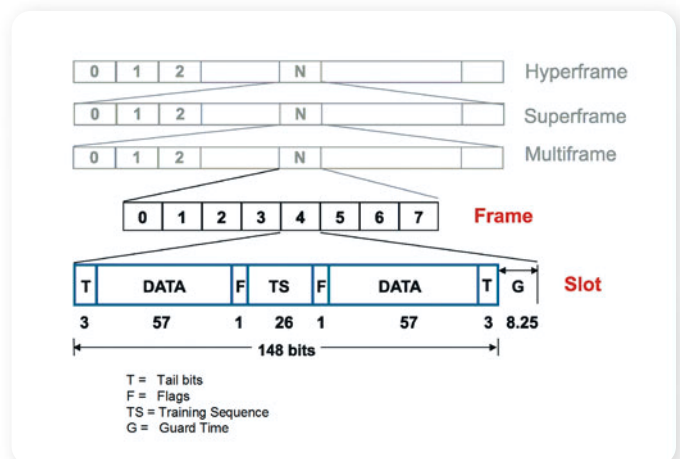 0 1 2 N Hyperframe
0 1 2 N Superframe
0 1 2 N Multiframe
0 1 2 3 4 5 6 7 Frame
T DATA F TS F DATA T G Slot
3 57 1 26 1 57 3 8.25
148 bits
T = Tail bits
F = Flags
TS = Training Sequence
G = Guard Time